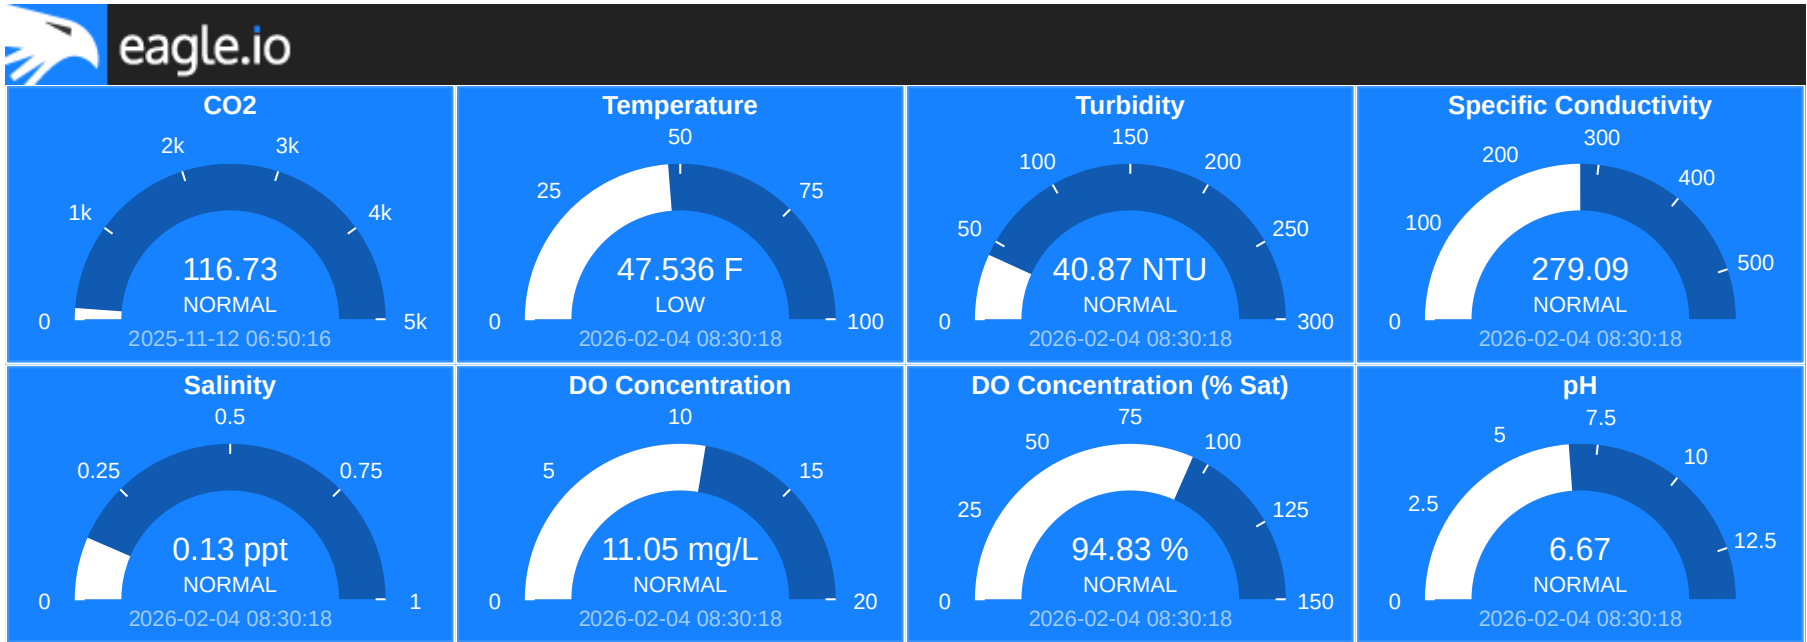 eagle.io
CO2
0
1k
2k
3k
4k
5k
116.73
NORMAL
2025-11-12 06:50:16
Temperature
0
25
50
75
100
47.536 F
LOW
2026-02-04 08:30:18
Turbidity
0
50
100
150
200
250
300
40.87 NTU
NORMAL
2026-02-04 08:30:18
Specific Conductivity
0
100
200
300
400
500
279.09
NORMAL
2026-02-04 08:30:18
Salinity
0
0.25
0.5
0.75
1
0.13 ppt
NORMAL
2026-02-04 08:30:18
DO Concentration
0
5
10
15
20
11.05 mg/L
NORMAL
2026-02-04 08:30:18
DO Concentration (% Sat)
0
25
50
75
100
125
150
94.83 %
NORMAL
2026-02-04 08:30:18
pH
0
2.5
5
7.5
10
12.5
6.67
NORMAL
2026-02-04 08:30:18